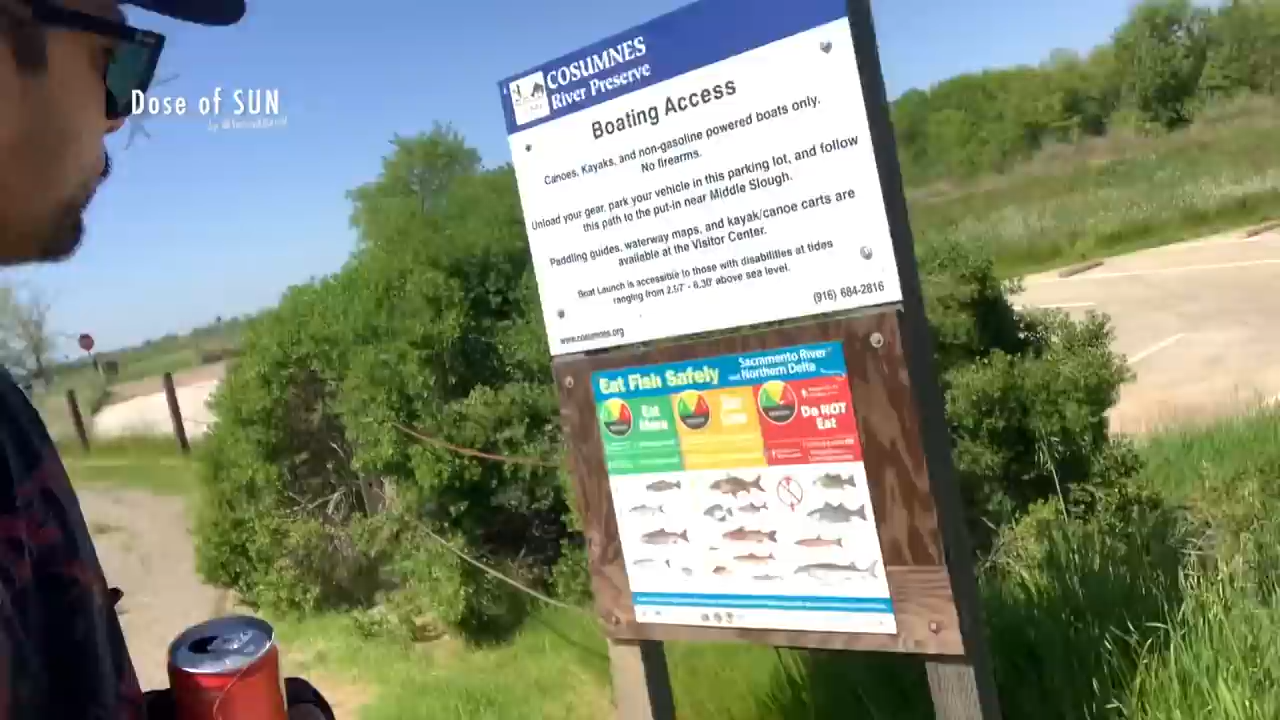 Dose of SUN
COSUMNES
River Preserve
Boating Access
Canoes, Kayaks, and non-gasoline powered boats only.
No firearms.
Unload your gear, park your vehicle in this parking lot, and follow
this path to the put-in near Middle Slough.
Paddling guides, waterway maps, and kayak/canoe carts are
available at the Visitor Center.
Boat Launch is accessible to those with disabilities at tides
ranging from 2.57' - 8.30' above sea level.
(916) 684-2816
www.cosumnes.org
Eat Fish Safely
Sacramento River
Northern Delta
Eat
More
Do NOT
Eat